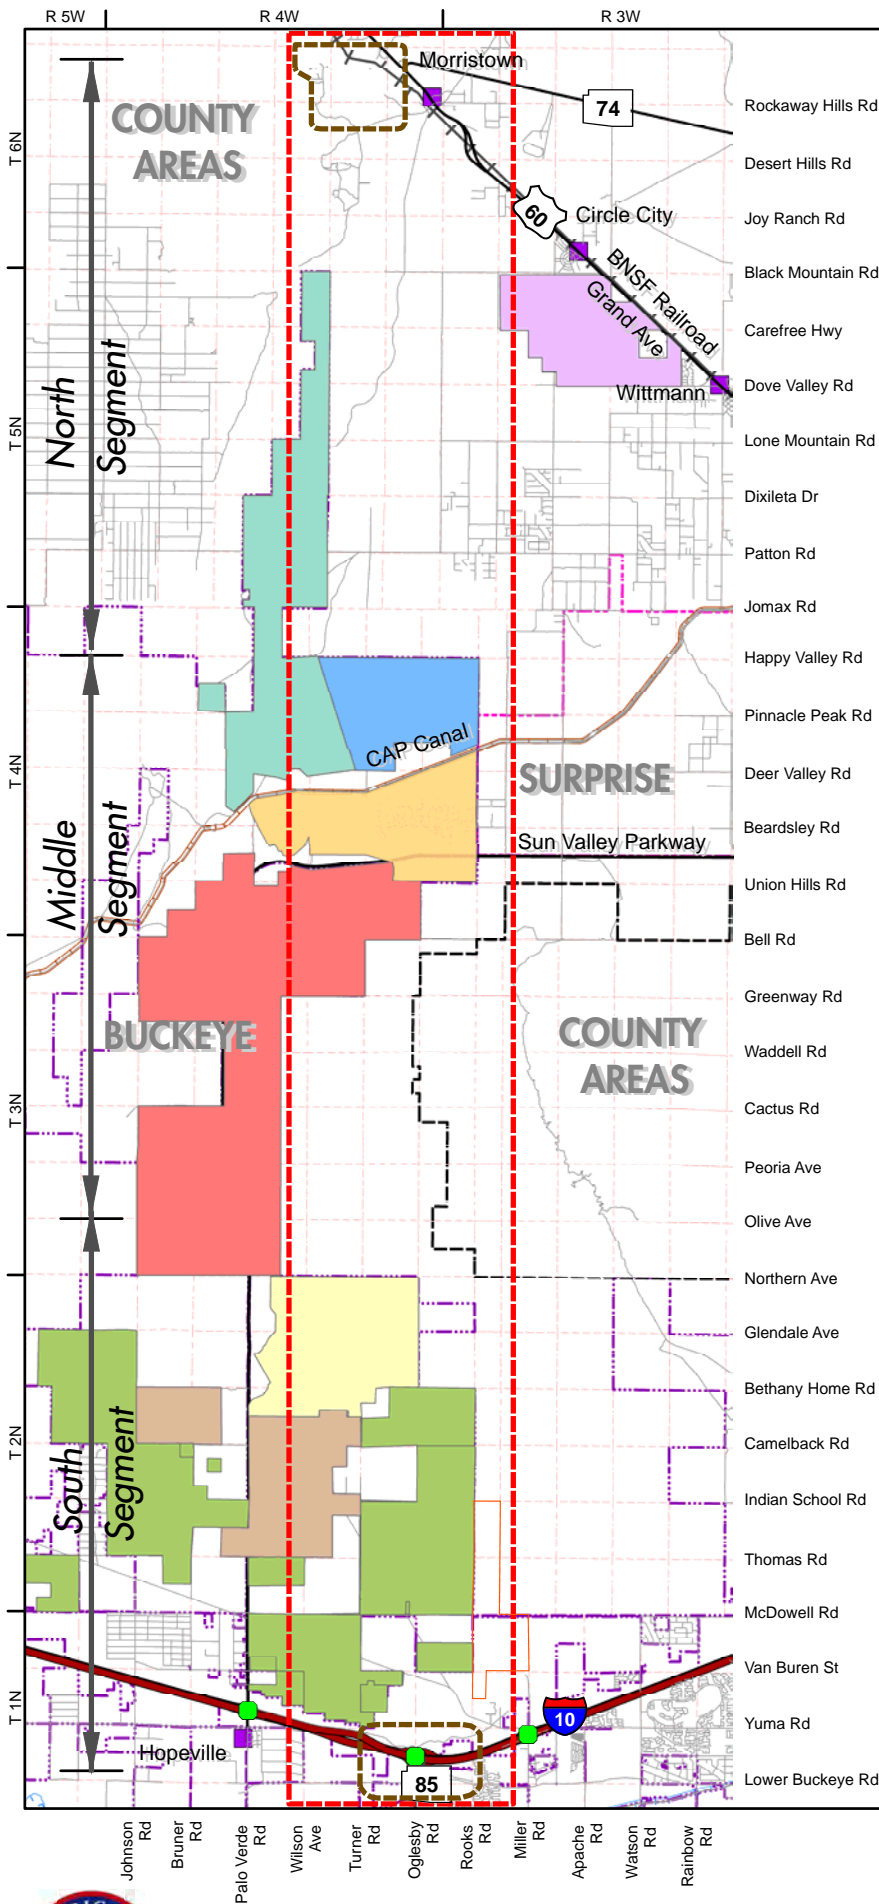 R 5W
R 4W
R 3W
Morristown
74
Rockaway Hills Rd
COUNTY
AREAS
T 6N
Desert Hills Rd
60
Circle City
Joy Ranch Rd
BNSF Railroad
Black Mountain Rd
Grand Ave
Carefree Hwy
North
Segment
Wittmann
Dove Valley Rd
T 5N
Lone Mountain Rd
Dixileta Dr
Patton Rd
Jomax Rd
Happy Valley Rd
Pinnacle Peak Rd
CAP Canal
T 4N
SURPRISE
Deer Valley Rd
Middle
Segment
Beardsley Rd
Sun Valley Parkway
Union Hills Rd
Bell Rd
Greenway Rd
BUCKEYE
COUNTY
AREAS
Waddell Rd
T 3N
Cactus Rd
Peoria Ave
Olive Ave
Northern Ave
Glendale Ave
Bethany Home Rd
T 2N
Camelback Rd
South
Segment
Indian School Rd
Thomas Rd
McDowell Rd
Van Buren St
T 1N
10
Yuma Rd
Hopeville
85
Lower Buckeye Rd
Johnson
Rd
Bruner
Rd
Palo Verde
Rd
Wilson
Ave
Turner
Rd
Oglesby
Rd
Rooks
Rd
Miller
Rd
Apache
Rd
Watson
Rd
Rainbow
Rd